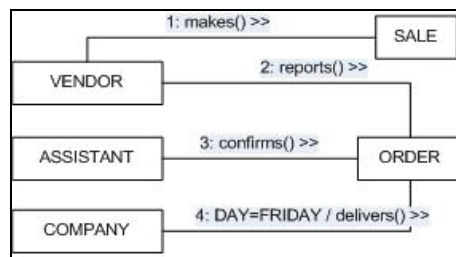 1: makes() >>
SALE
VENDOR
2: reports() >>
ASSISTANT
3: confirms() >>
ORDER
COMPANY
4: DAY=FRIDAY / delivers() >>